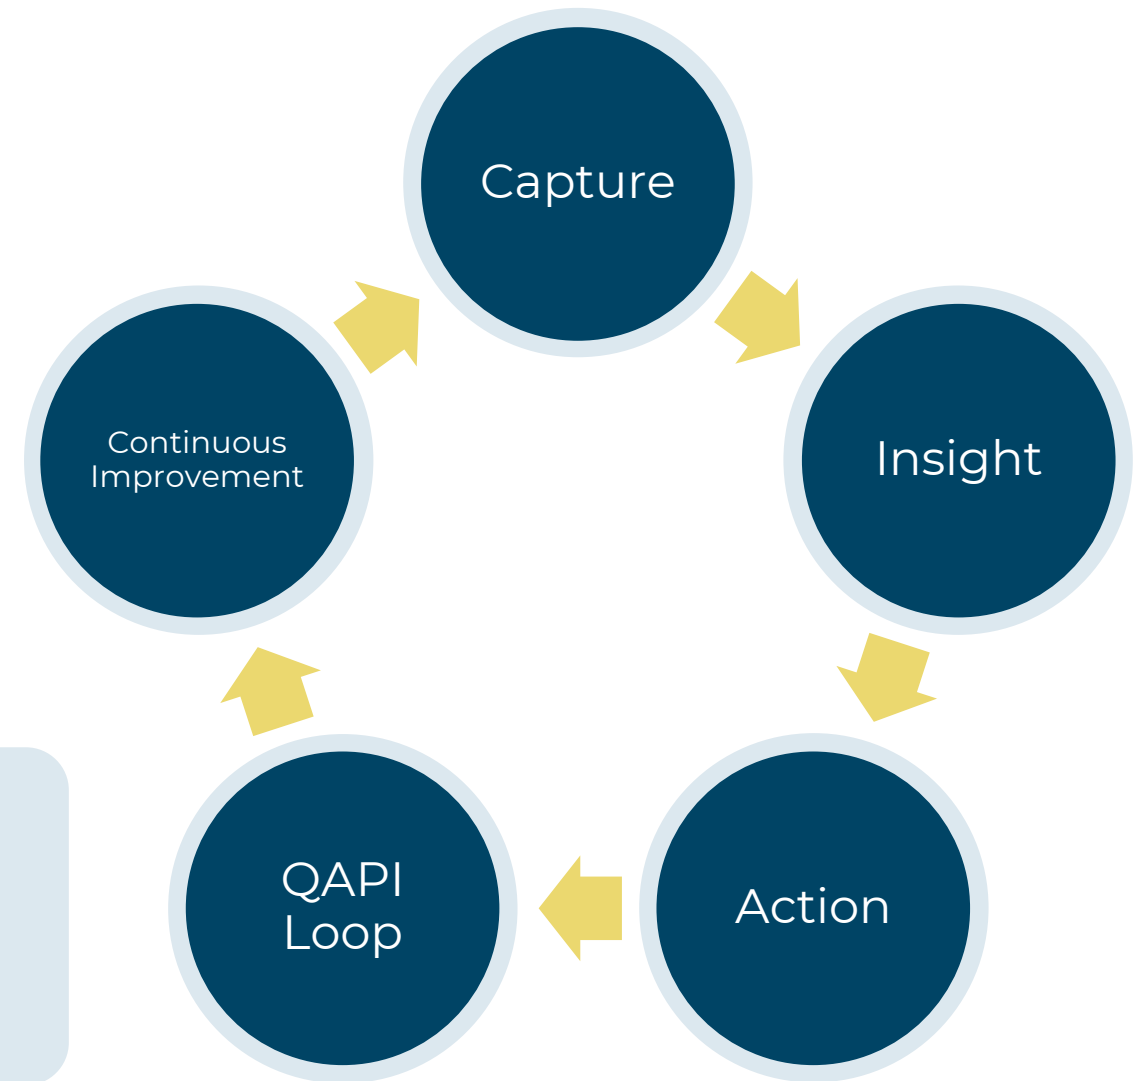 Capture
Insight
Action
QAPI
Loop
Continuous
Improvement